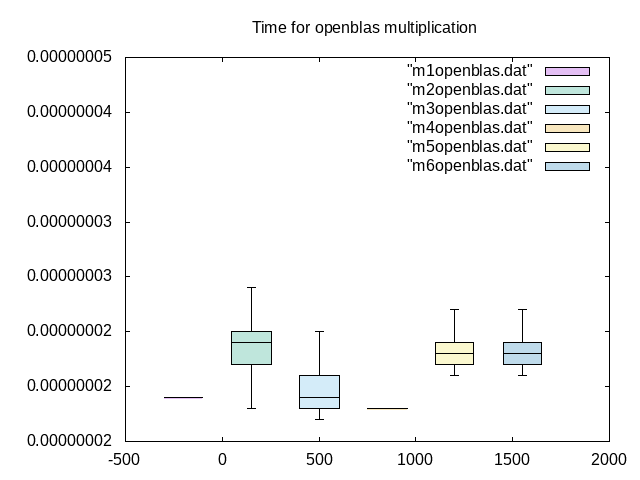 Time for openblas multiplication
0.00000005
0.00000004
0.00000004
0.00000003
0.00000003
0.00000002
0.00000002
0.00000002
"m1openblas.dat"
"m2openblas.dat"
"m3openblas.dat"
"m4openblas.dat"
"m5openblas.dat"
"m6openblas.dat"
-500 0 500 1000 1500 2000